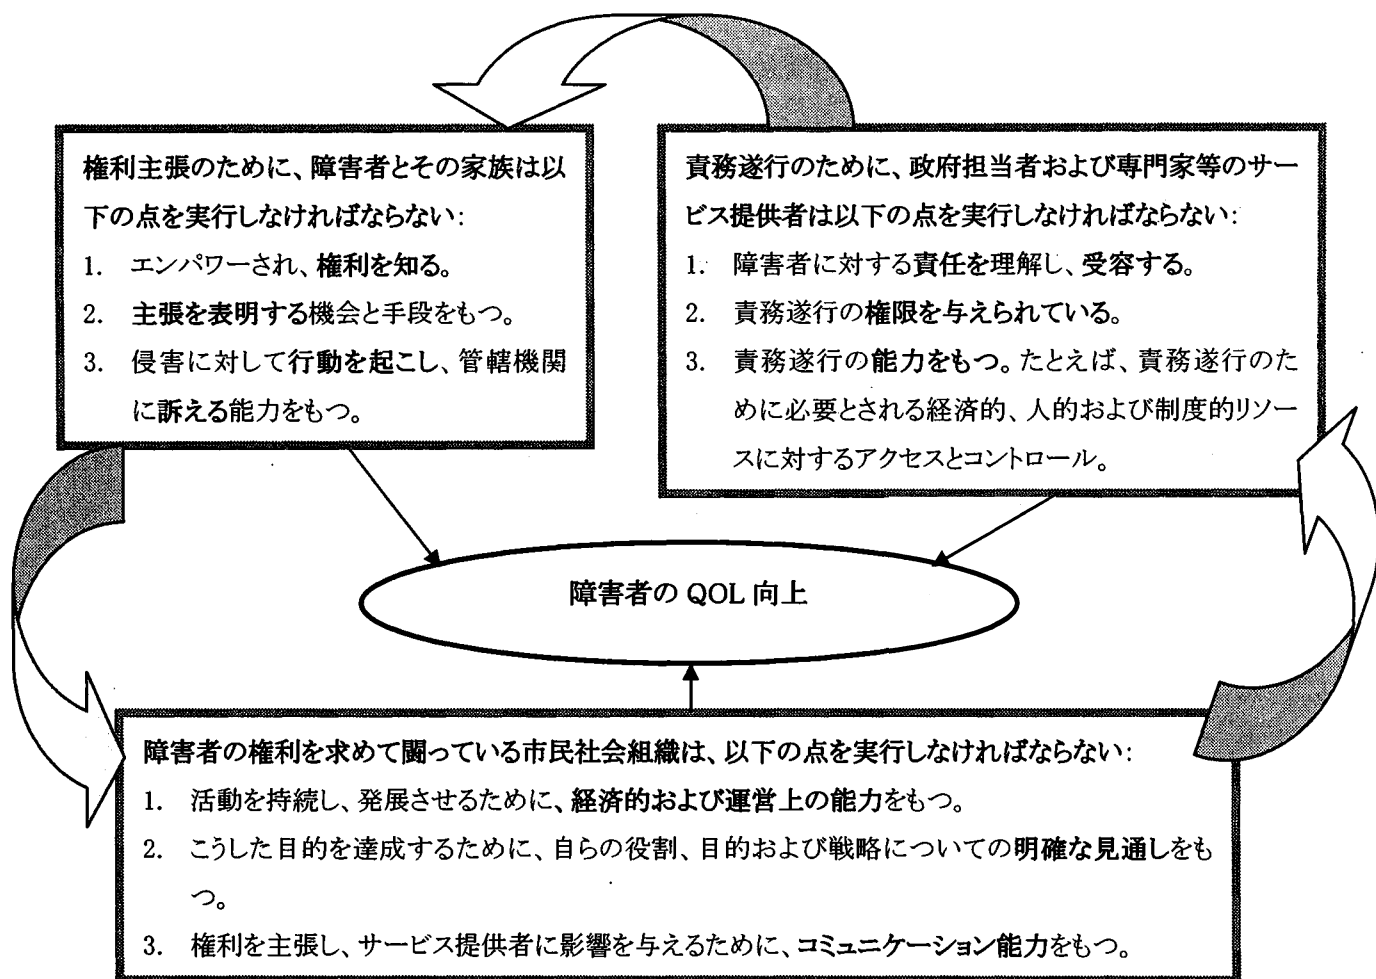 権利主張のために、障害者とその家族は以
下の点を実行しなければならない:
1. エンパワーされ、権利を知る。
2. 主張を表明する機会と手段をもつ。
3. 侵害に対して行動を起こし、管轄機関
に訴える能力をもつ。
責務遂行のために、政府担当者および専門家等のサー
ビス提供者は以下の点を実行しなければならない:
1. 障害者に対する責任を理解し、受容する。
2. 責務遂行の権限を与えられている。
3. 責務遂行の能力をもつ。たとえば、責務遂行のた
めに必要とされる経済的、人的および制度的リソー
スに対するアクセスとコントロール。
障害者の QOL 向上
障害者の権利を求めて闘っている市民社会組織は、以下の点を実行しなければならない:
1. 活動を持続し、発展させるために、経済的および運営上の能力をもつ。
2. こうした目的を達成するために、自らの役割、目的および戦略についての明確な見通しをも
つ。
3. 権利を主張し、サービス提供者に影響を与えるために、コミュニケーション能力をもつ。